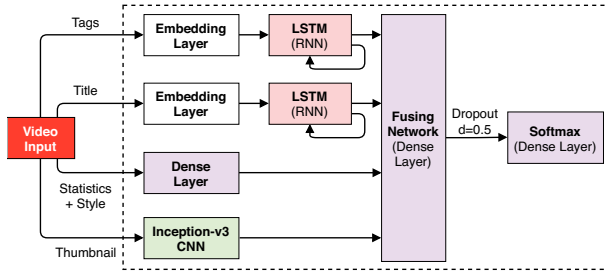 Tags
Embedding
Layer
LSTM
(RNN)
Title
Embedding
Layer
LSTM
(RNN)
Video
Input
Fusing
Network
(Dense
Layer)
Dropout
d=0.5
Softmax
(Dense Layer)
Dense
Layer
Statistics
+ Style
Inception-v3
CNN
Thumbnail